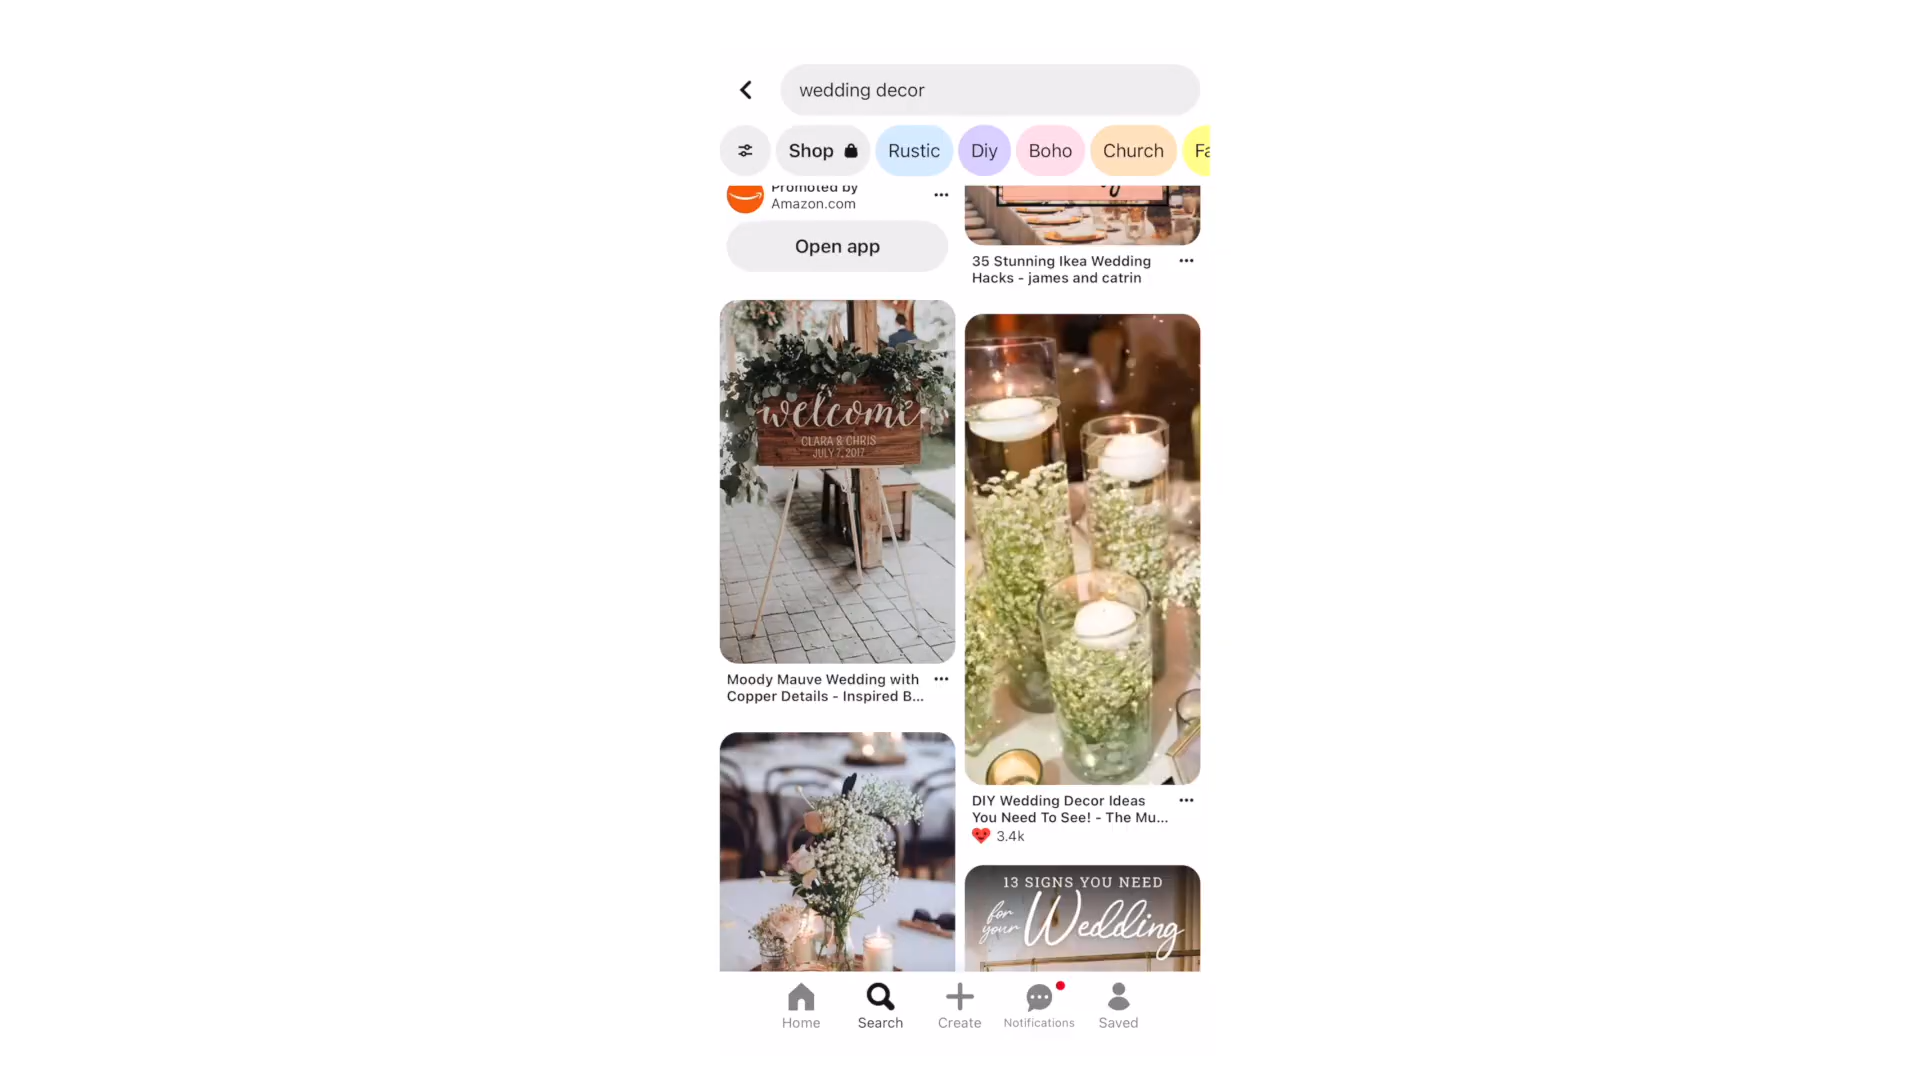 wedding decor
Shop
Rustic
Diy
Boho
Church
Fa
Promoted by
Amazon.com
Open app
35 Stunning Ikea Wedding
Hacks - james and catrin
welcome
CLARA & CHRIS
JULY 7, 2017
Moody Mauve Wedding with
Copper Details - Inspired B...
DIY Wedding Decor Ideas
You Need To See! - The Mu...
3.4k
13 SIGNS YOU NEED
for your Wedding
Home
Search
Create
Notifications
Saved